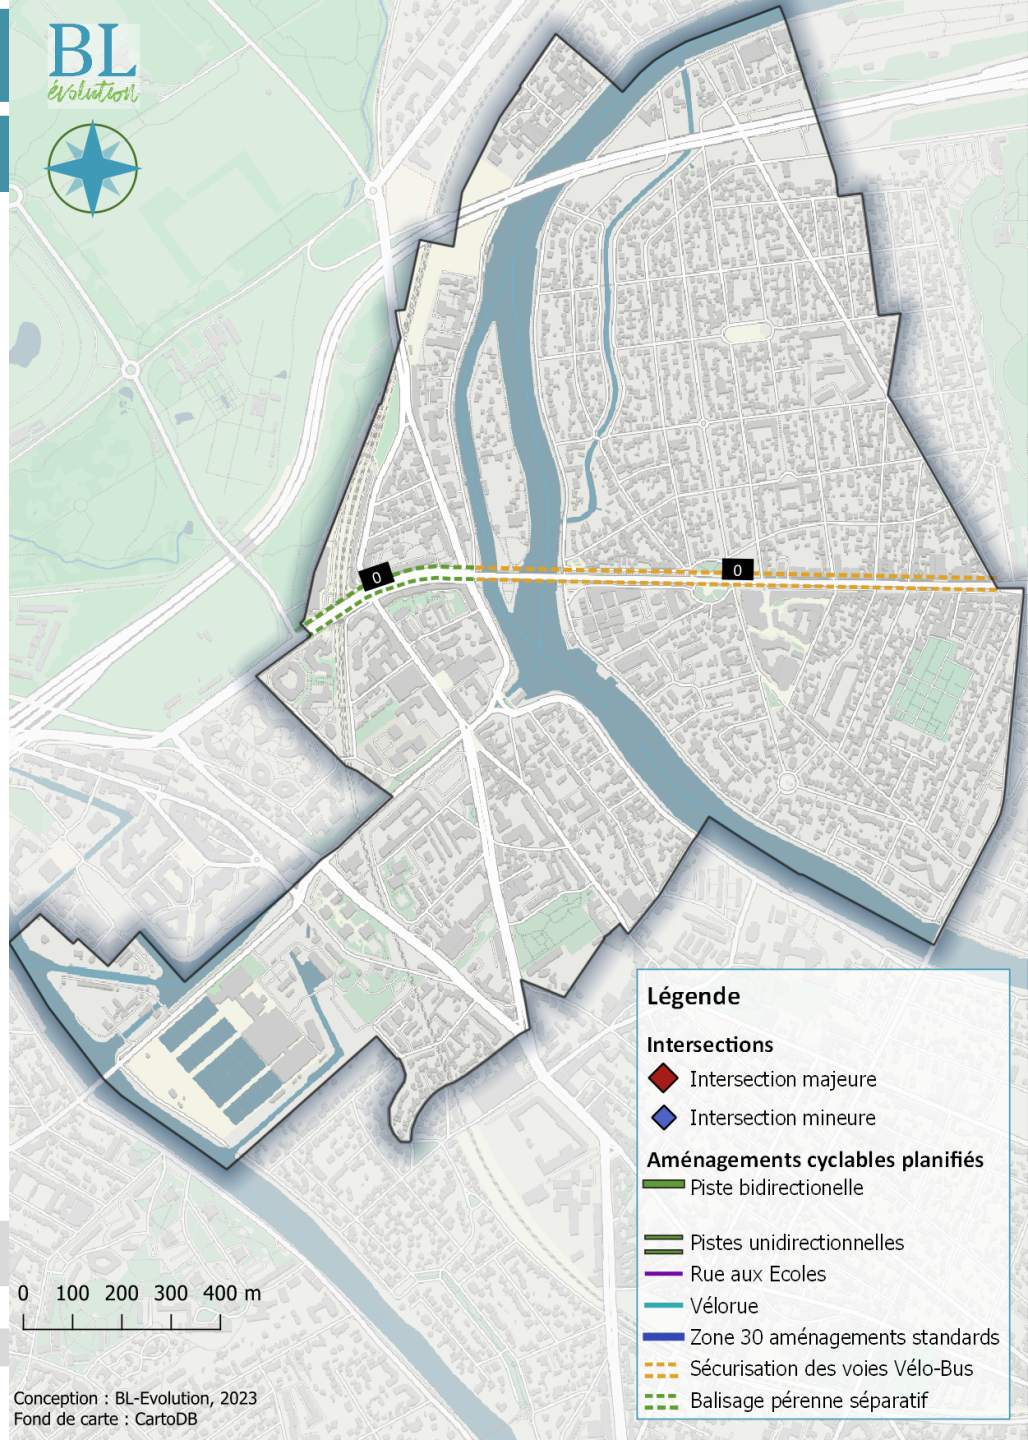 BL
évolution
0
0
Légende
Intersections
Intersection majeure
Intersection mineure
Aménagements cyclables planifiés
Piste bidirectionelle
Pistes unidirectionnelles
Rue aux Ecoles
Vélorue
Zone 30 aménagements standards
Sécurisation des voies Vélo-Bus
Balisage pérenne séparatif
0 100 200 300 400 m
Conception : BL-Evolution, 2023
Fond de carte : CartoDB